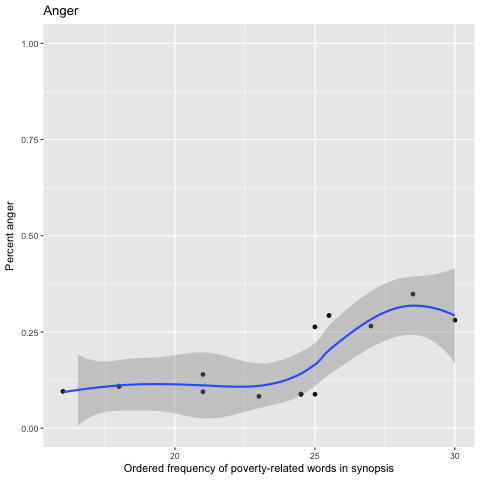 Anger
1.00
0.75
0.50
0.25
0.00
Percent anger
20
25
30
Ordered frequency of poverty-related words in synopsis